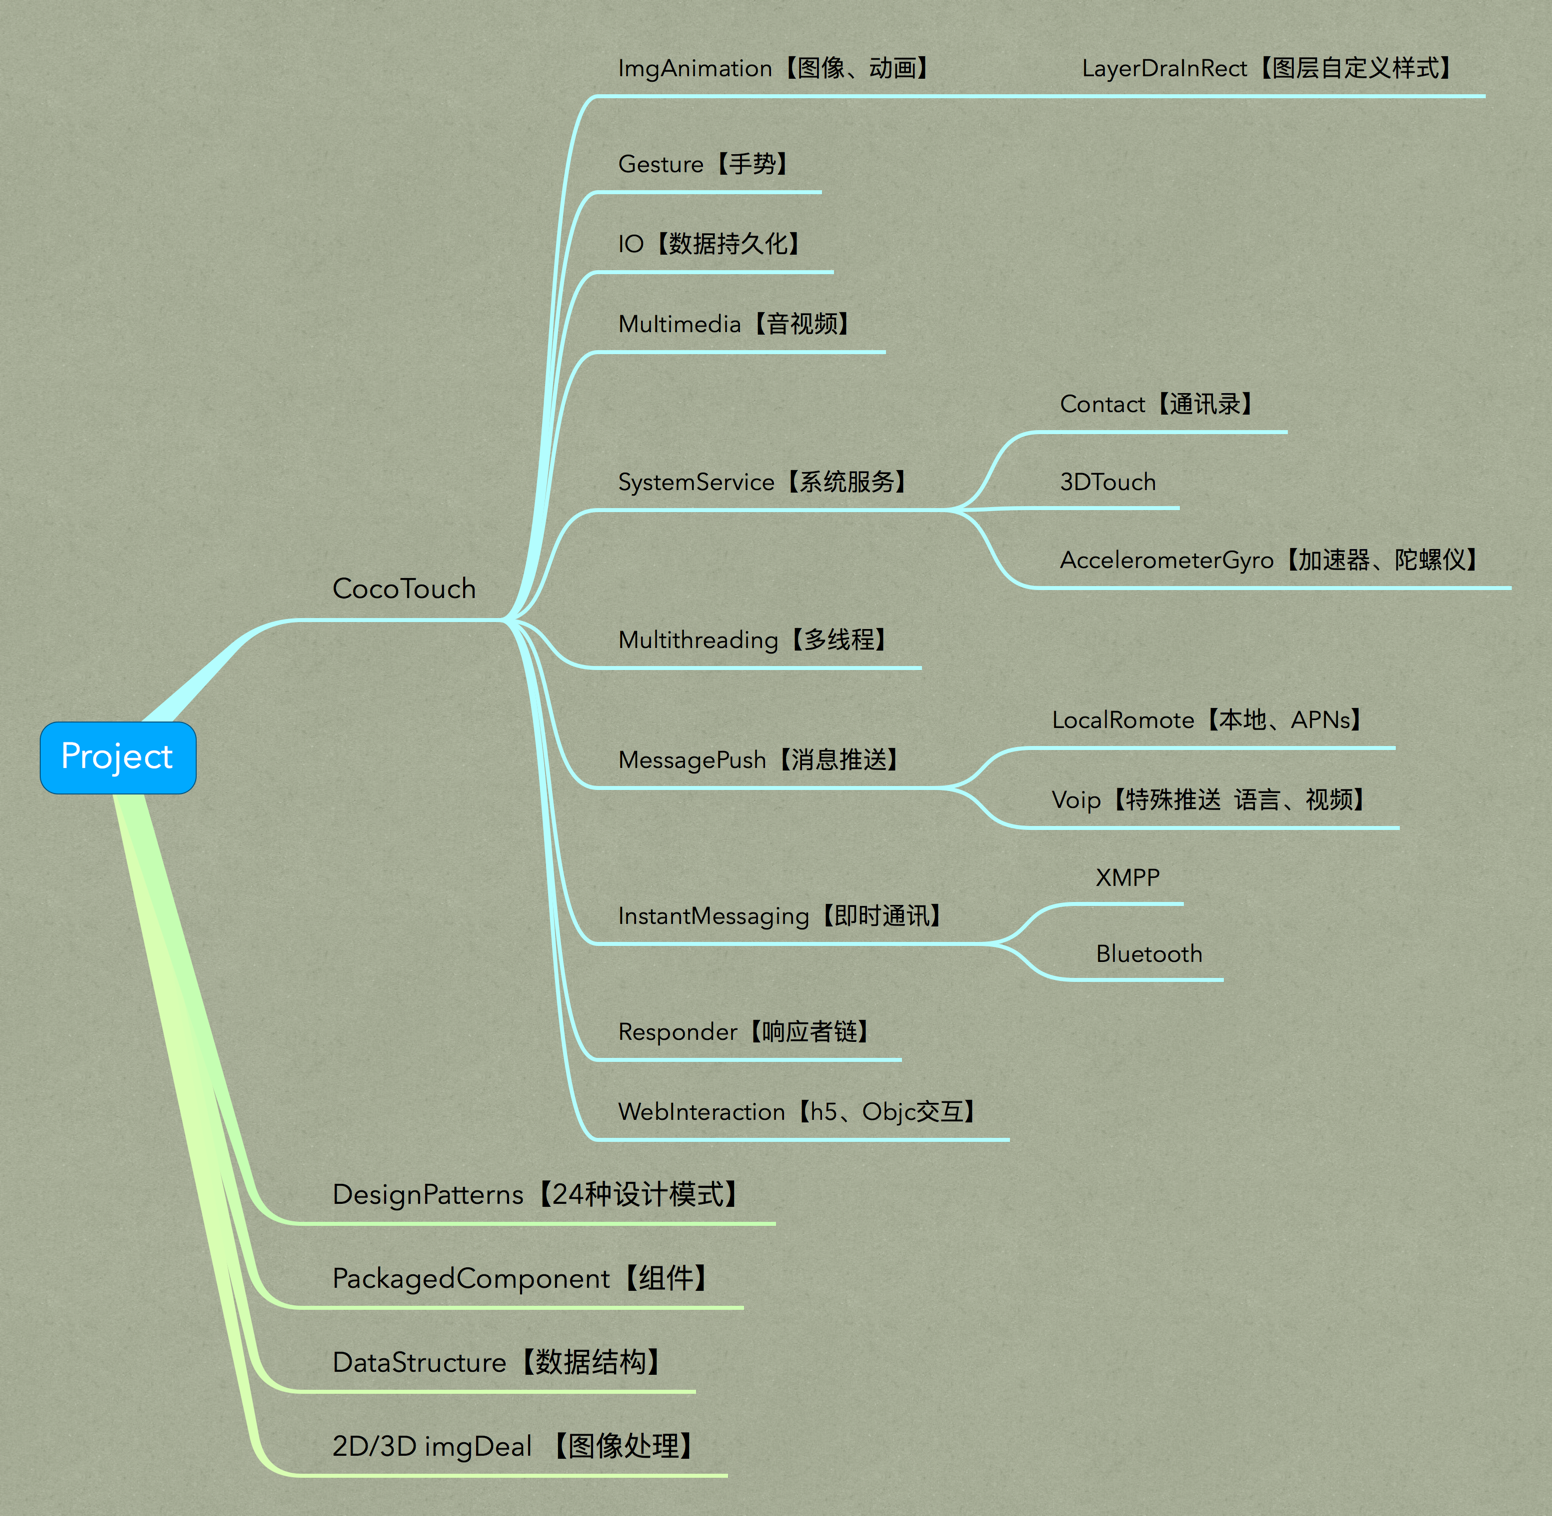 ImgAnimation【图像、动画】
LayerDraInRect【图层自定义样式】
Gesture【手势】
IO【数据持久化】
Multimedia【音视频】
Contact【通讯录】
SystemService【系统服务】
3DTouch
AccelerometerGyro【加速器、陀螺仪】
CocoTouch
Multithreading【多线程】
LocalRomote【本地、APNs】
MessagePush【消息推送】
Voip【特殊推送 语言、视频】
Project
XMPP
InstantMessaging【即时通讯】
Bluetooth
Responder【响应者链】
WebInteraction【h5、Objc交互】
DesignPatterns【24种设计模式】
PackagedComponent【组件】
DataStructure【数据结构】
2D/3D imgDeal 【图像处理】